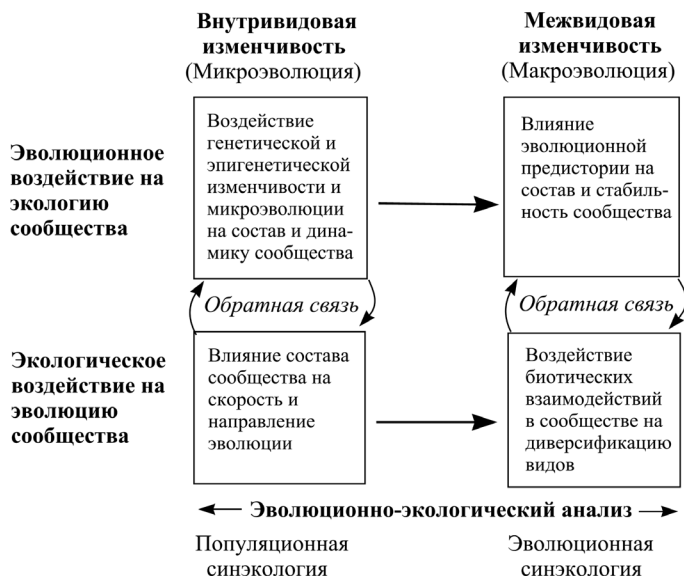 Внутривидовая
изменчивость
(Микроэволюция)
Межвидовая
изменчивость
(Макроэволюция)
Эволюционное
воздействие на
экологию
сообщества
Воздействие
генетической и
эпигенетической
изменчивости и
микроэволюции
на состав и дина-
мику сообщества
Влияние
эволюционной
предистории на
состав и стабиль-
ность сообщества
Обратная связь
Обратная связь
Экологическое
воздействие на
эволюцию
сообщества
Влияние состава
сообщества на
скорость и
направление
эволюции
Воздействие
биотических
взаимодействий
в сообществе на
диверсификацию
видов
Эволюционно-экологический анализ
Популяционная
синэкология
Эволюционная
синэкология